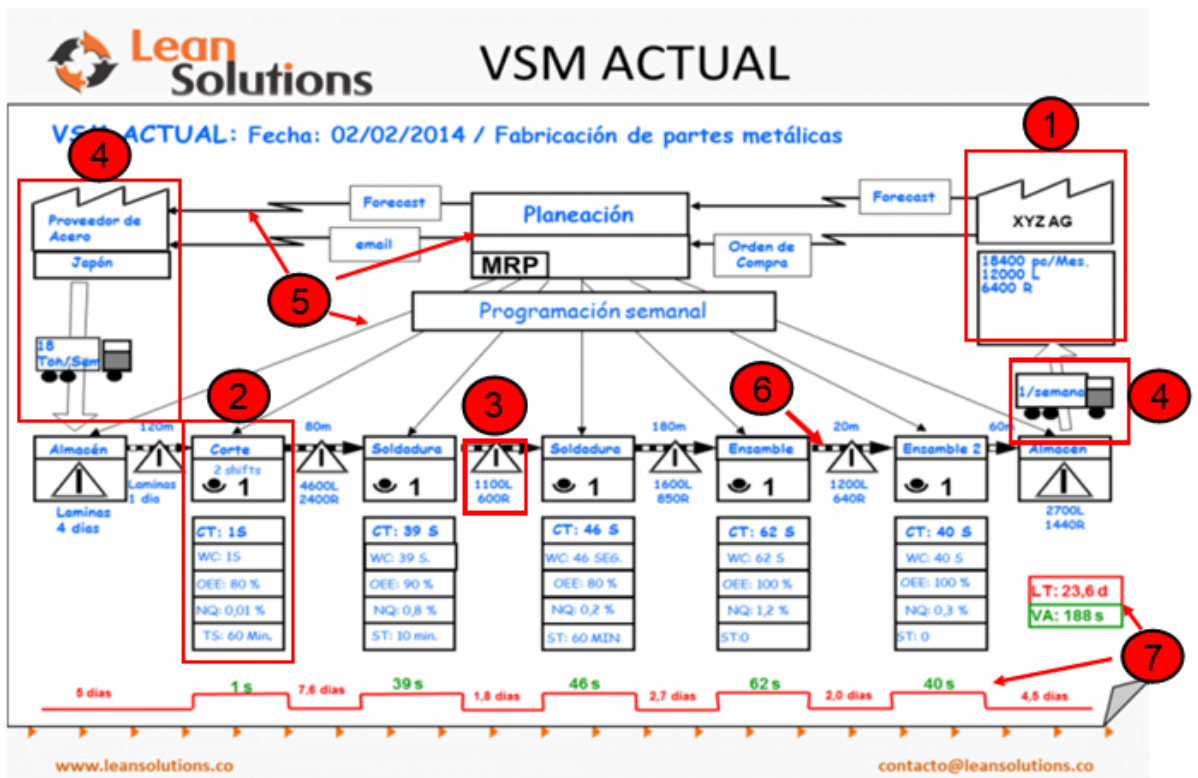 Lean
Solutions
VSM ACTUAL
VSM ACTUAL: Fecha: 02/02/2014 / Fabricación de partes metálicas
1
4
Proveedor de
Acero
Japón
Forecast
email
Planeación
MRP
Forecast
Orden de
Compra
XYZ AG
18400 pc/Mes.
12000 L
6400 R
5
Programación semanal
18
Ton/Sem
2
3
6
1/semana
4
120m
80m
180m
20m
60m
Almacén
Laminas
4 dias
Laminas
1 dia
Corte
2 shifts
1
4600L
2400R
Soldadura
1
1100L
600R
Soldadura
1
1600L
850R
Ensamble
1
1200L
640R
Ensamble 2
1
Almacén
2700L
1440R
CT: 1S
WC: 1S
OEE: 80 %
NQ: 0,01 %
TS: 60 Min.
CT: 39 S
WC: 39 S.
OEE: 90 %
NQ: 0,8 %
ST: 10 min.
CT: 46 S
WC: 46 SEG.
OEE: 80 %
NQ: 0,2 %
ST: 60 MIN
CT: 62 S
WC: 62 S
OEE: 100 %
NQ: 1,2 %
ST:0
CT: 40 S
WC: 40 S
OEE: 100 %
NQ: 0,3 %
ST: 0
LT: 23,6 d
VA: 188 s
7
5 dias
1 s
7,6 dias
39 s
1,8 dias
46 s
2,7 dias
62 s
2,0 dias
40 s
4,5 dias
www.leansolutions.co
contacto@leansolutions.co